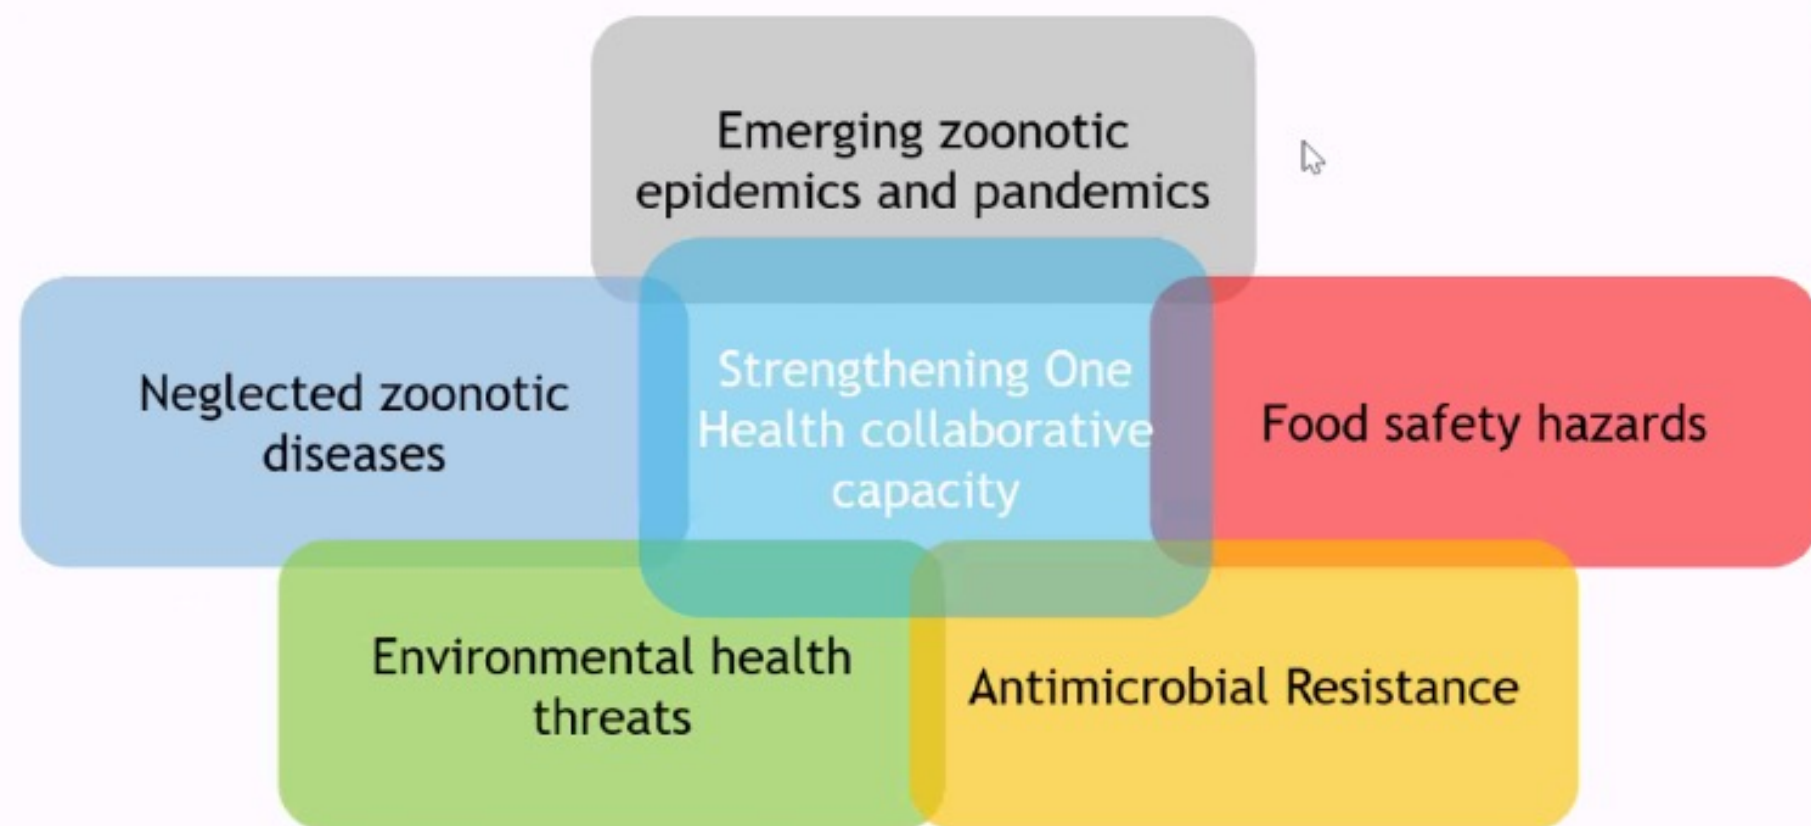 Emerging zoonotic
epidemics and pandemics
Neglected zoonotic
diseases
Strengthening One
Health collaborative
capacity
Food safety hazards
Environmental health
threats
Antimicrobial Resistance